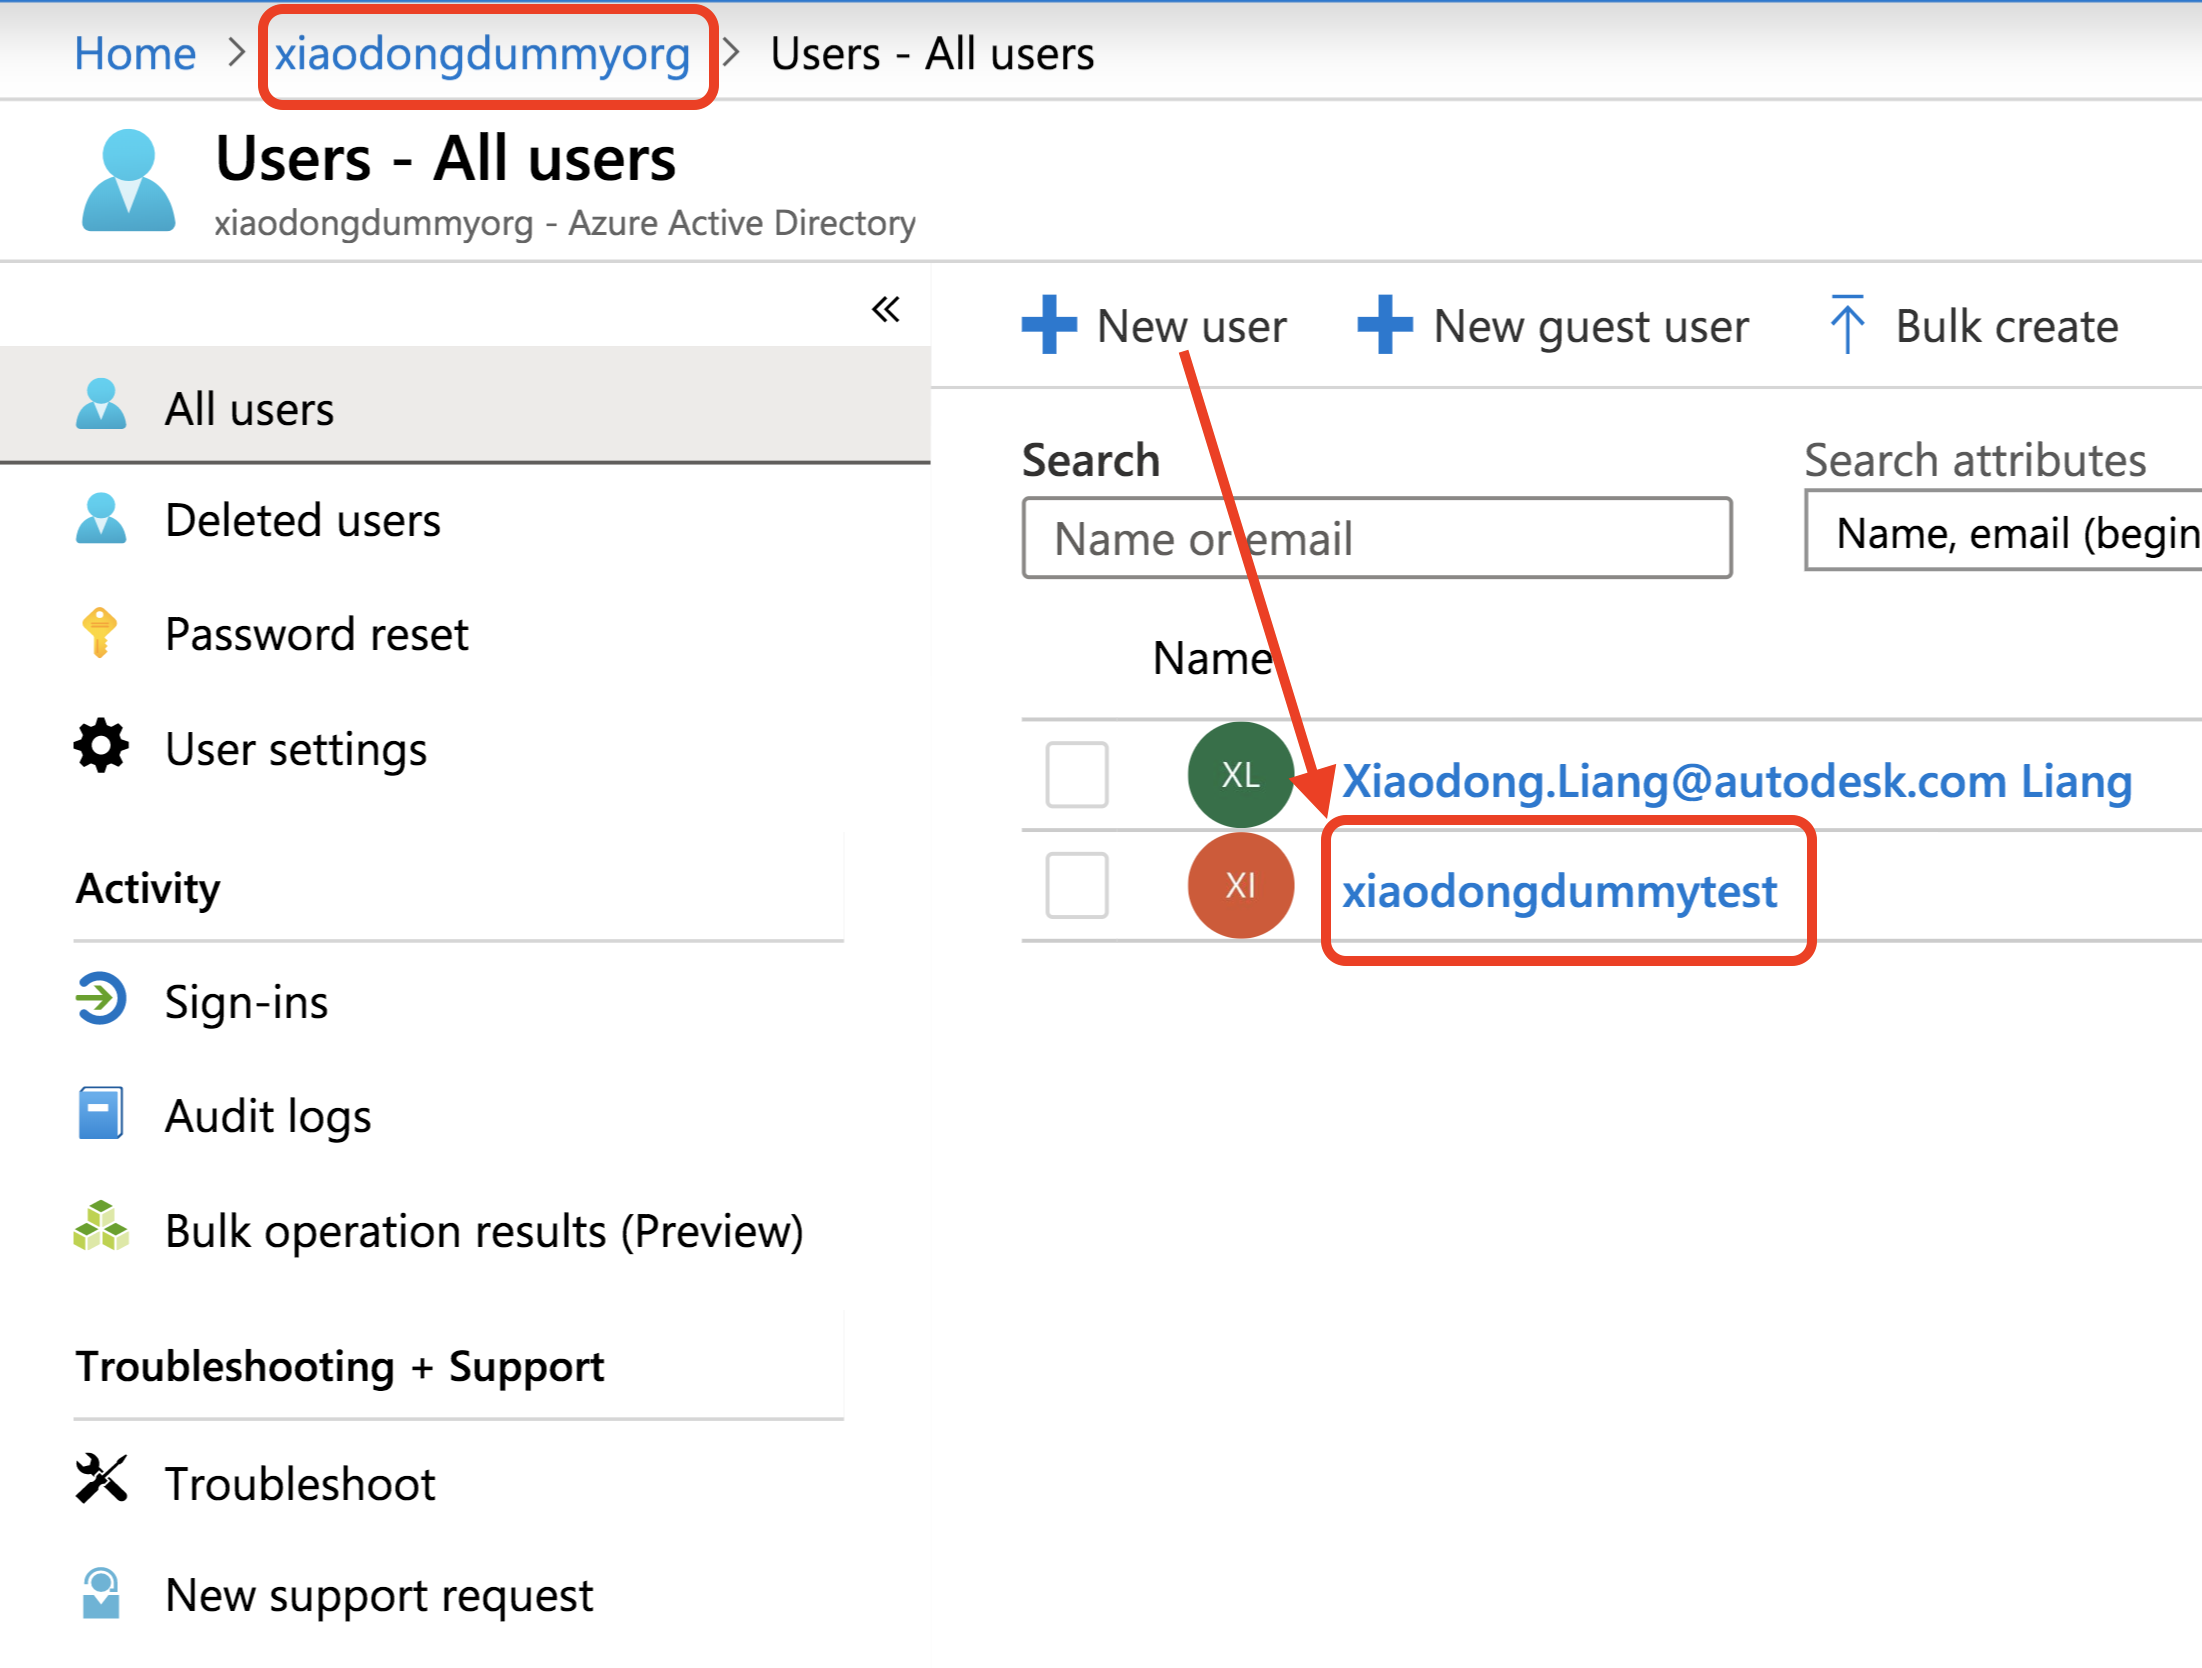 Home > xiaodongdummyorg > Users - All users
Users - All users
xiaodongdummyorg - Azure Active Directory
«
All users
Deleted users
Password reset
User settings
Activity
Sign-ins
Audit logs
Bulk operation results (Preview)
Troubleshooting + Support
Troubleshoot
New support request
New user
New guest user
Bulk create
Search
Name or email
Search attributes
Name, email (begin
Name
XL
Xiaodong.Liang@autodesk.com Liang
XI
xiaodongdummytest